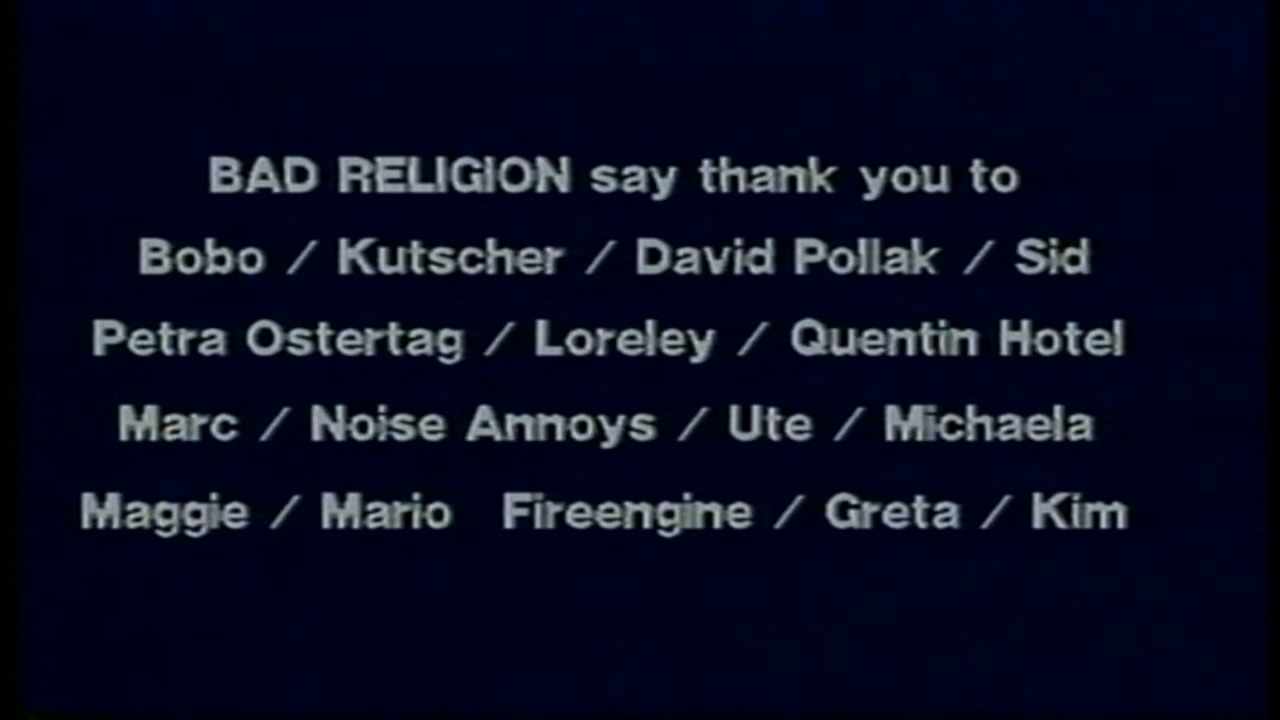 BAD RELIGION say thank you to
Bobo / Kutscher / David Pollak / Sid
Petra Ostertag / Loreley / Quentin Hotel
Marc / Noise Annoys / Ute / Michaela
Maggie / Mario Fireengine / Greta / Kim